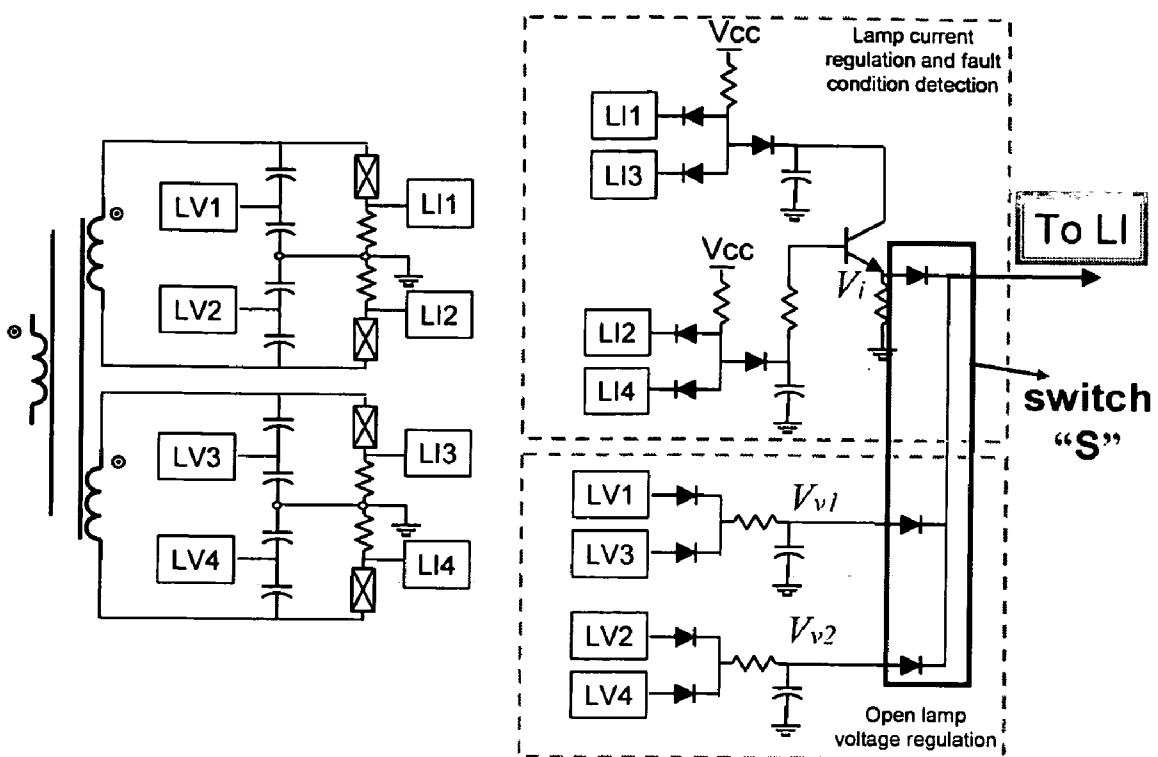 Vcc
Lamp current
regulation and fault
condition detection
LI1
LI3
LV1
LI1
To LI
Vcc
Vi
LV2
LI2
LI2
LI4
switch
“S”
LV3
LI3
LV1
Vv1
LV3
LV4
LI4
LV2
Vv2
LV4
Open lamp
voltage regulation